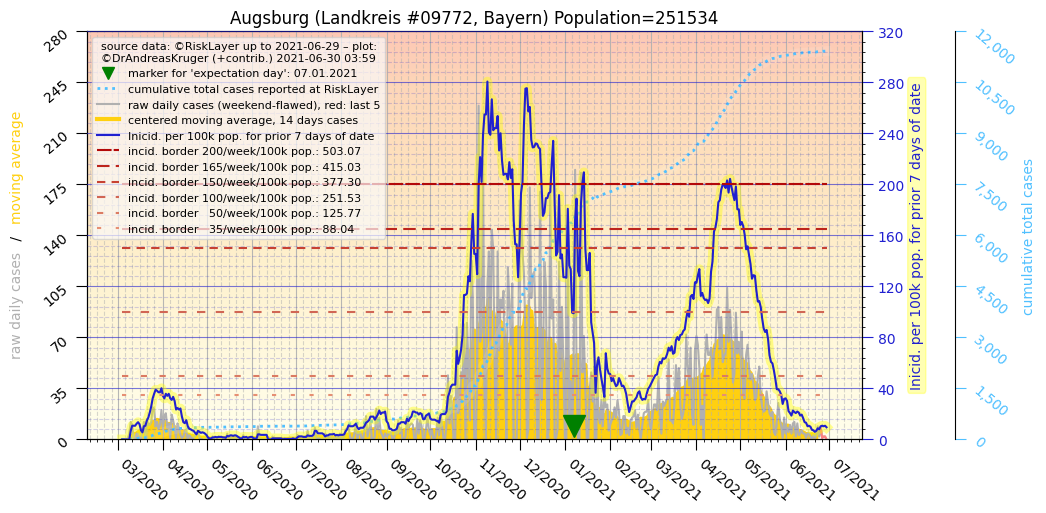 Augsburg (Landkreis #09772, Bayern) Population=251534
source data: ©RiskLayer up to 2021-06-29 – plot:
©DrAndreasKruger (+contrib.) 2021-06-30 03:59
marker for 'expectation day': 07.01.2021
cumulative total cases reported at RiskLayer
raw daily cases (weekend-flawed), red: last 5
centered moving average, 14 days cases
Inicid. per 100k pop. for prior 7 days of date
incid. border 200/week/100k pop.: 503.07
incid. border 165/week/100k pop.: 415.03
incid. border 150/week/100k pop.: 377.30
incid. border 100/week/100k pop.: 251.53
incid. border   50/week/100k pop.: 125.77
incid. border   35/week/100k pop.: 88.04
raw daily cases / moving average
280
245
210
175
140
105
70
35
0
320
280
240
200
160
120
80
40
0
Inicid. per 100k pop. for prior 7 days of date
12,000
10,500
9,000
7,500
6,000
4,500
3,000
1,500
0
cumulative total cases
03/2020
04/2020
05/2020
06/2020
07/2020
08/2020
09/2020
10/2020
11/2020
12/2020
01/2021
02/2021
03/2021
04/2021
05/2021
06/2021
07/2021